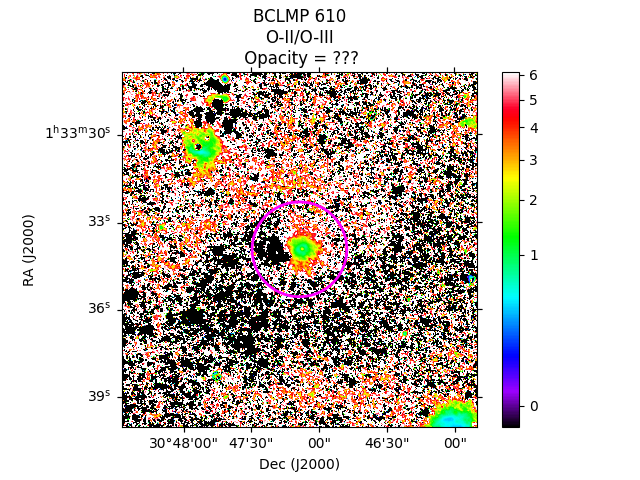 BCLMP 610
O-II/O-III
Opacity = ???
1ʰ33ᵐ30ˢ
33ˢ
36ˢ
39ˢ
RA (J2000)
30°48'00" 47'30" 00" 46'30" 00"
Dec (J2000)
6
5
4
3
2
1
0